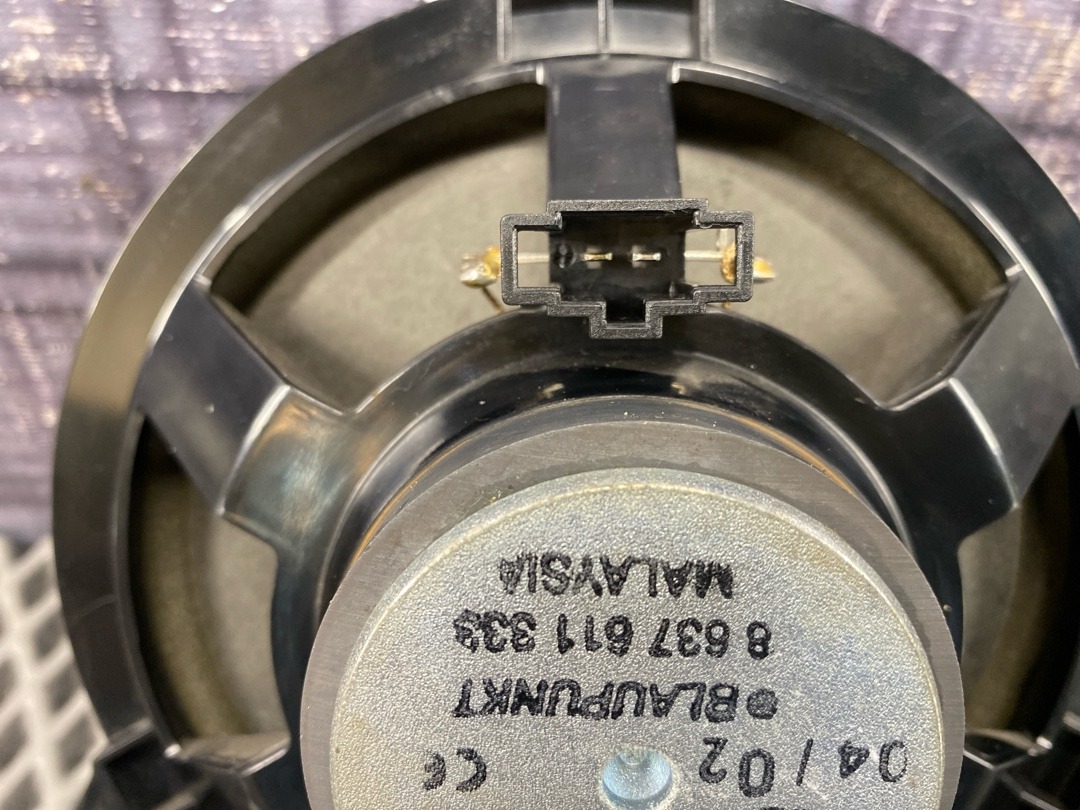 04 / 02 CE
BLAUPUNKT
8 637 611 339
MALAYSIA